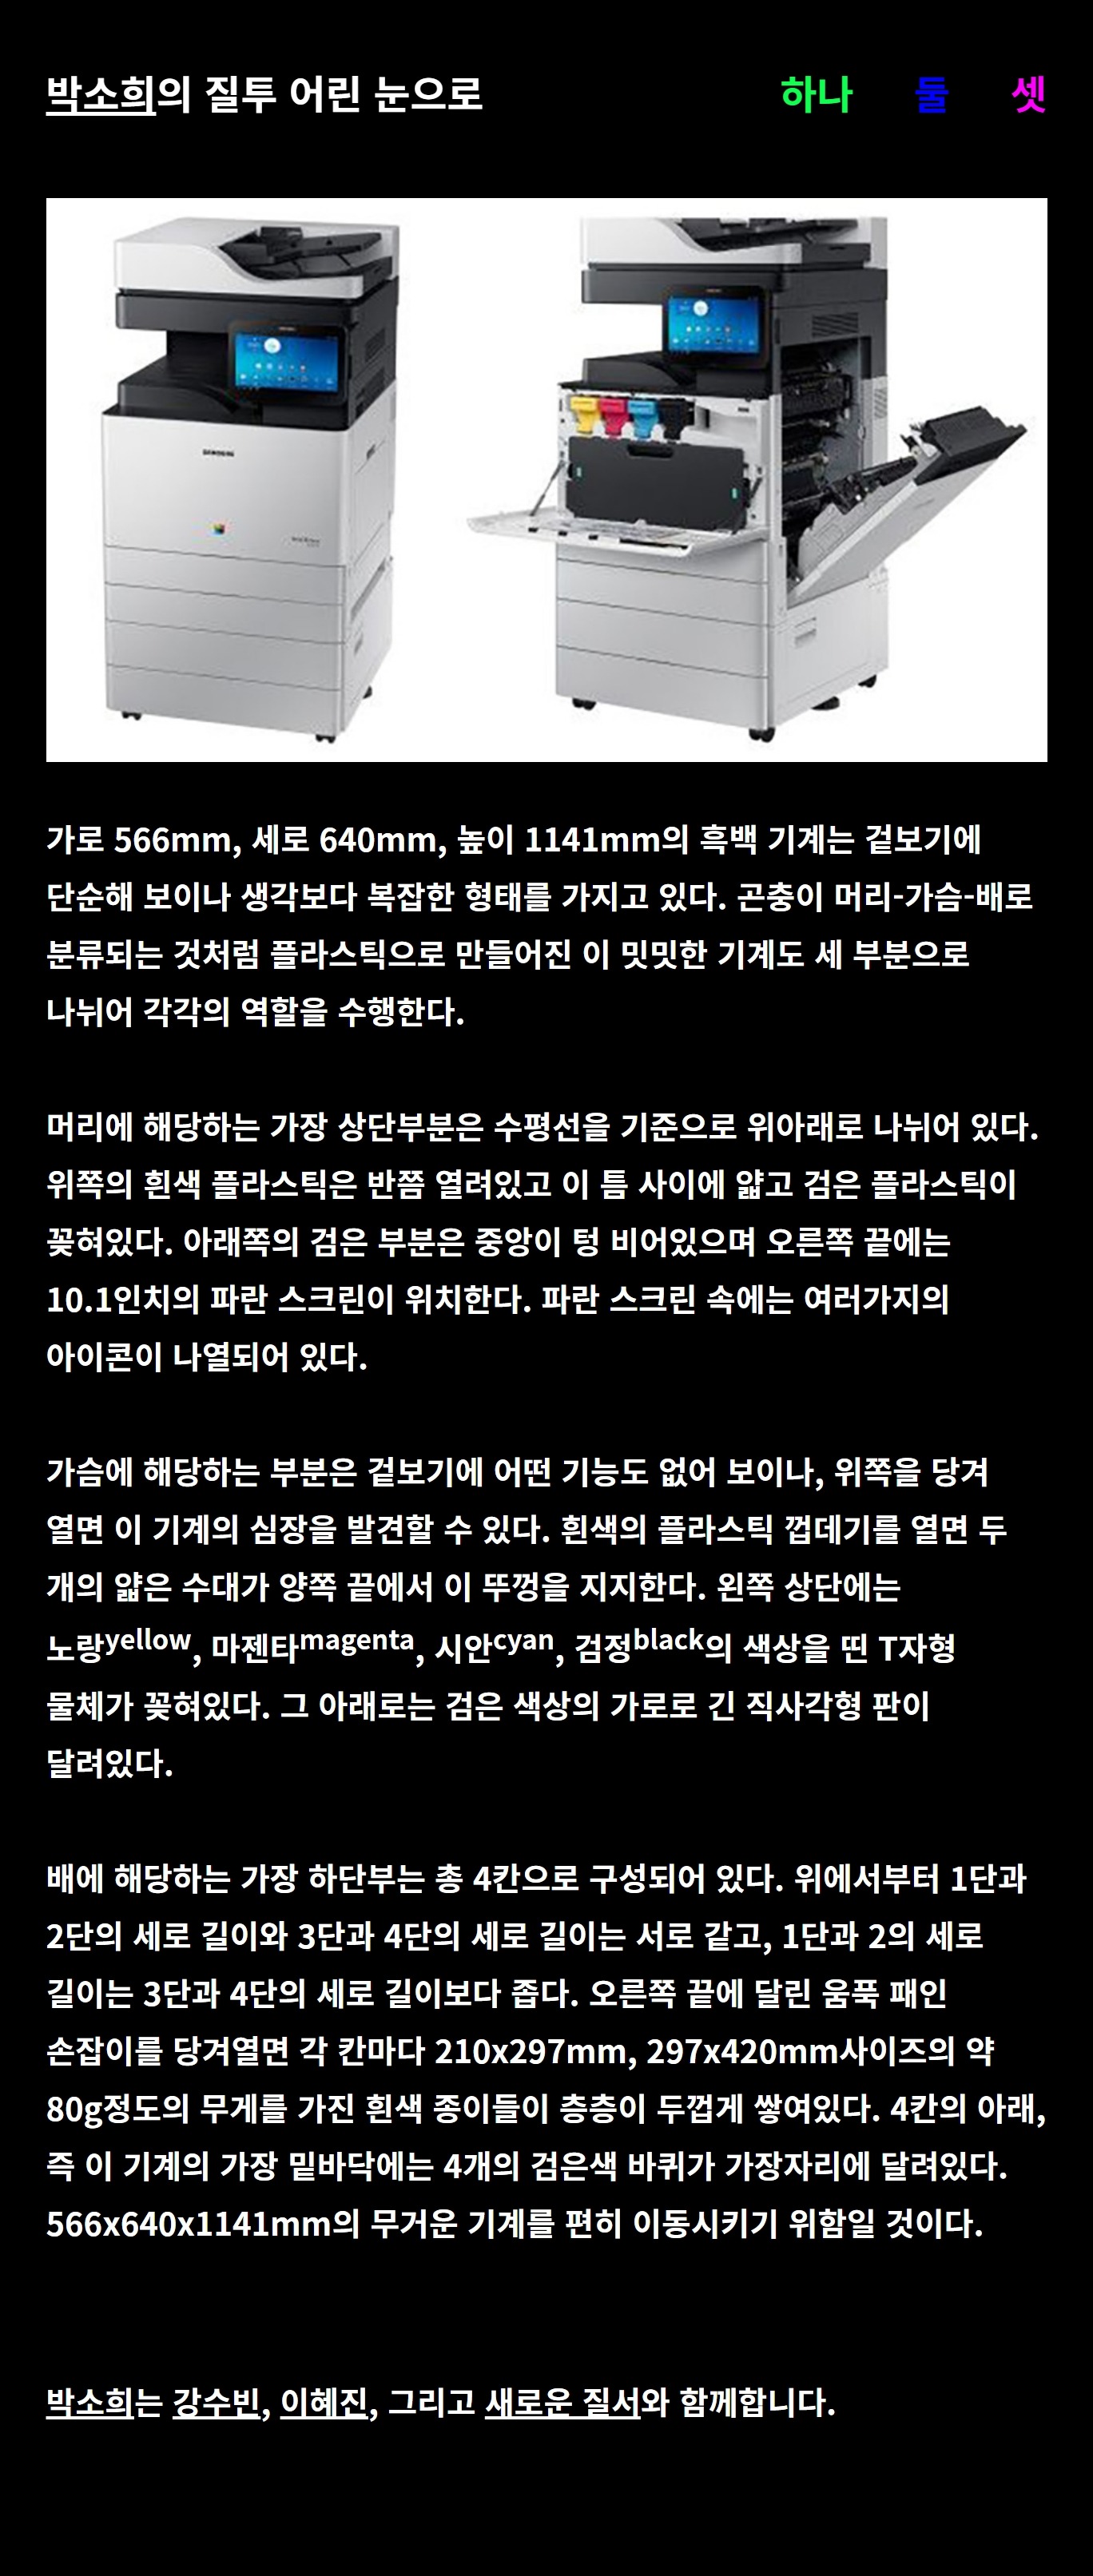 박소희의 질투 어린 눈으로
하나 둘 셋
SAMSUNG
가로 566mm, 세로 640mm, 높이 1141mm의 흑백 기계는 겉보기에
단순해 보이나 생각보다 복잡한 형태를 가지고 있다. 곤충이 머리-가슴-배로
분류되는 것처럼 플라스틱으로 만들어진 이 밋밋한 기계도 세 부분으로
나뉘어 각각의 역할을 수행한다.
머리에 해당하는 가장 상단부분은 수평선을 기준으로 위아래로 나뉘어 있다.
위쪽의 흰색 플라스틱은 반쯤 열려있고 이 틈 사이에 얇고 검은 플라스틱이
꽂혀있다. 아래쪽의 검은 부분은 중앙이 텅 비어있으며 오른쪽 끝에는
10.1인치의 파란 스크린이 위치한다. 파란 스크린 속에는 여러가지의
아이콘이 나열되어 있다.
가슴에 해당하는 부분은 겉보기에 어떤 기능도 없어 보이나, 위쪽을 당겨
열면 이 기계의 심장을 발견할 수 있다. 흰색의 플라스틱 껍데기를 열면 두
개의 얇은 수대가 양쪽 끝에서 이 뚜껑을 지지한다. 왼쪽 상단에는
노랑yellow, 마젠타magenta, 시안cyan, 검정black의 색상을 띤 T자형
물체가 꽂혀있다. 그 아래로는 검은 색상의 가로로 긴 직사각형 판이
달려있다.
배에 해당하는 가장 하단부는 총 4칸으로 구성되어 있다. 위에서부터 1단과
2단의 세로 길이와 3단과 4단의 세로 길이는 서로 같고, 1단과 2의 세로
길이는 3단과 4단의 세로 길이보다 좁다. 오른쪽 끝에 달린 움푹 패인
손잡이를 당겨열면 각 칸마다 210x297mm, 297x420mm사이즈의 약
80g정도의 무게를 가진 흰색 종이들이 층층이 두껍게 쌓여있다. 4칸의 아래,
즉 이 기계의 가장 밑바닥에는 4개의 검은색 바퀴가 가장자리에 달려있다.
566x640x1141mm의 무거운 기계를 편히 이동시키기 위함일 것이다.
박소희는 강수빈, 이혜진, 그리고 새로운 질서와 함께합니다.